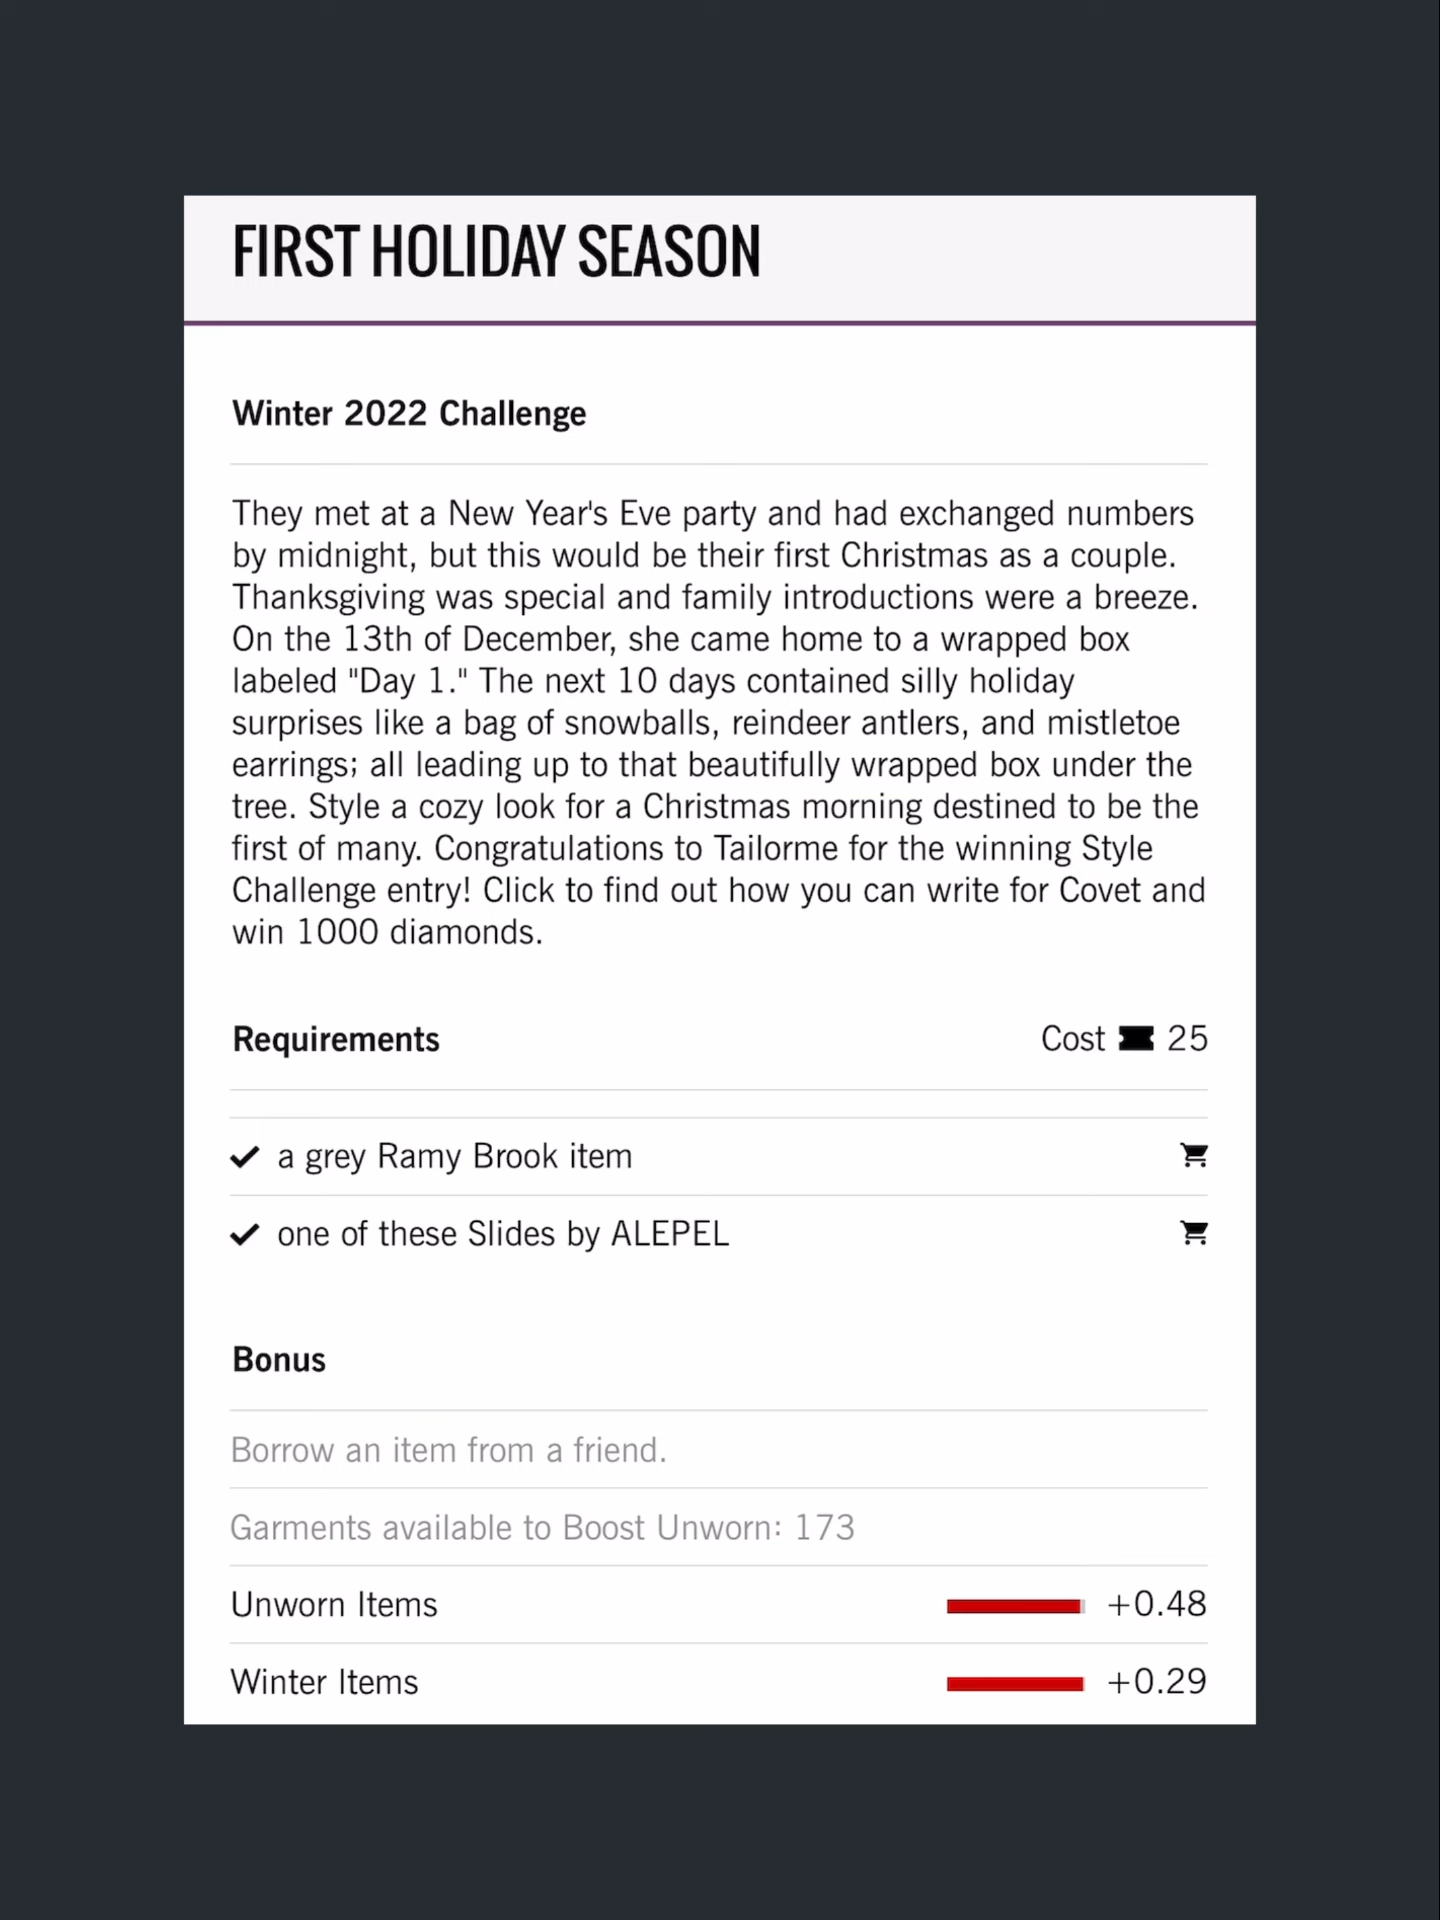 FIRST HOLIDAY SEASON
Winter 2022 Challenge
They met at a New Year's Eve party and had exchanged numbers
by midnight, but this would be their first Christmas as a couple.
Thanksgiving was special and family introductions were a breeze.
On the 13th of December, she came home to a wrapped box
labeled "Day 1." The next 10 days contained silly holiday
surprises like a bag of snowballs, reindeer antlers, and mistletoe
earrings; all leading up to that beautifully wrapped box under the
tree. Style a cozy look for a Christmas morning destined to be the
first of many. Congratulations to Tailorme for the winning Style
Challenge entry! Click to find out how you can write for Covet and
win 1000 diamonds.
Requirements Cost 25
a grey Ramy Brook item
one of these Slides by ALEPEL
Bonus
Borrow an item from a friend.
Garments available to Boost Unworn: 173
Unworn Items +0.48
Winter Items +0.29